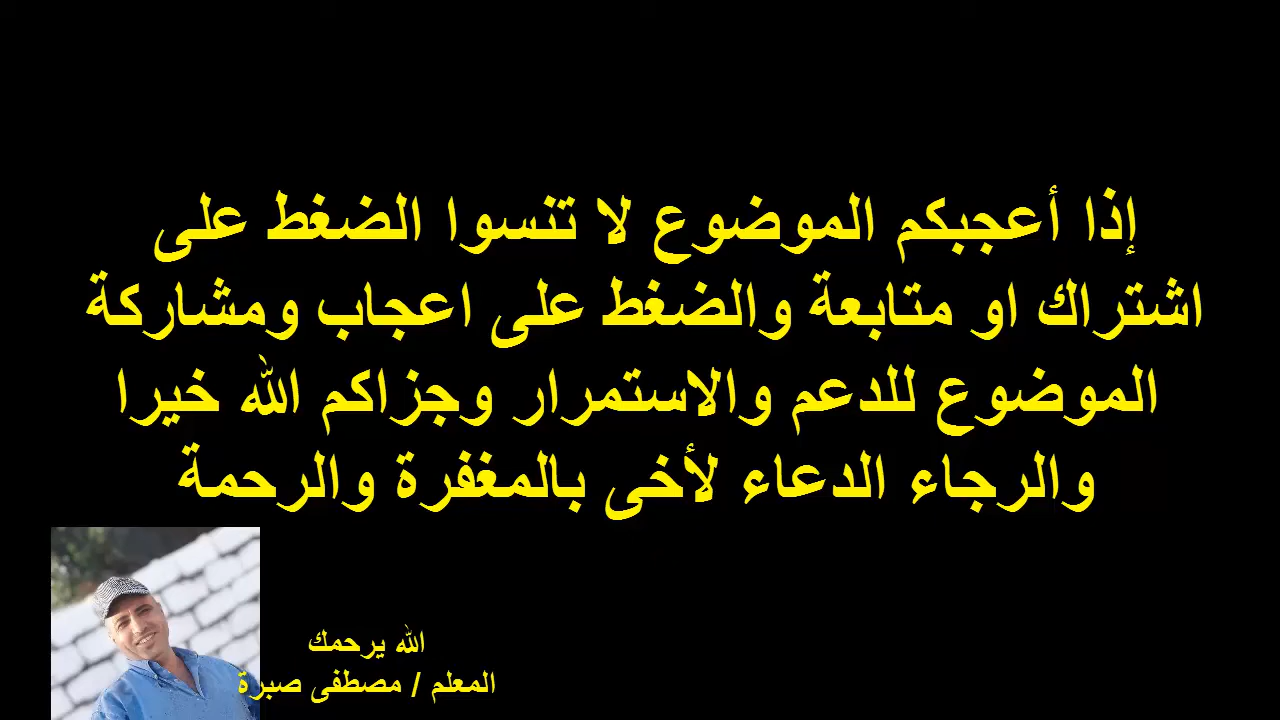 إذا أعجبكم الموضوع لا تنسوا الضغط على
اشتراك او متابعة والضغط على اعجاب ومشاركة
الموضوع للدعم والاستمرار وجزاكم الله خيرا
والرجاء الدعاء لأخى بالمغفرة والرحمة
الله يرحمك
المعلم / مصطفى صبرة